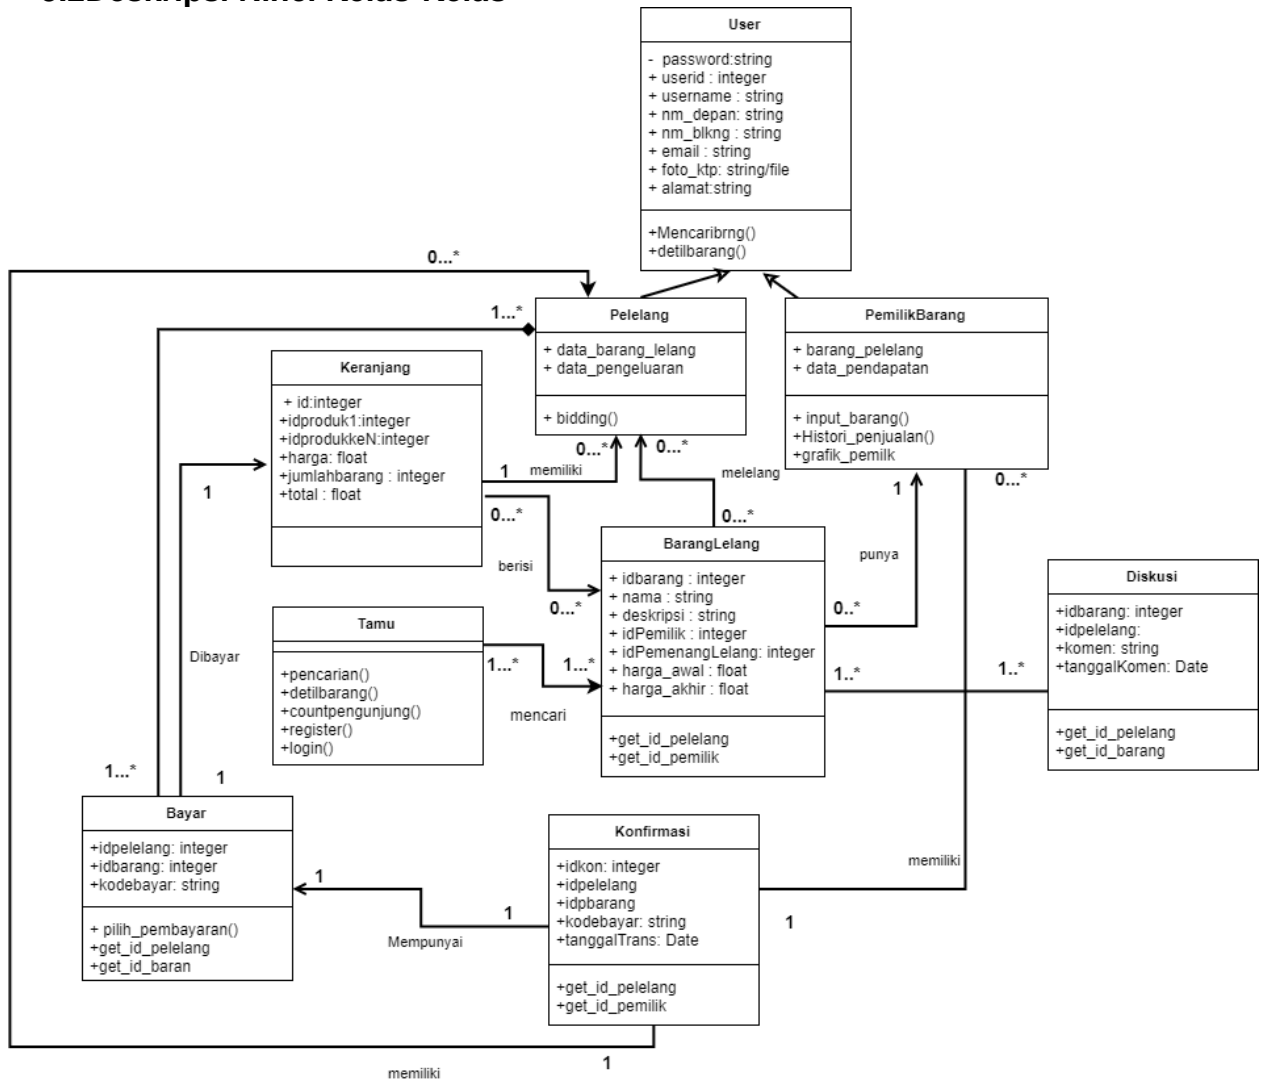 User
- password:string
+ userid : integer
+ username : string
+ nm_depan: string
+ nm_blkng : string
+ email : string
+ foto_ktp: string/file
+ alamat:string
+Mencaribrng()
+detilbarang()
0...*
1...*
Pelelang
+ data_barang_lelang
+ data_pengeluaran
+ bidding()
PemilikBarang
+ barang_pelelang
+ data_pendapatan
+ input_barang()
+Histori_penjualan()
+grafik_pemilk
Keranjang
+ id:integer
+idproduk1:integer
+idprodukkeN:integer
+harga: float
+jumlahbarang : integer
+total : float
1
memiliki
0...*
0...*
melelang
0...*
1
0...*
1
0...*
berisi
0...*
punya
0..*
BarangLelang
+ idbarang : integer
+ nama : string
+ deskripsi : string
+ idPemilik : integer
+ idPemenangLelang: integer
+ harga_awal : float
+ harga_akhir : float
+get_id_pelelang
+get_id_pemilik
Diskusi
+idbarang: integer
+idpelelang:
+komen: string
+tanggalKomen: Date
+get_id_pelelang
+get_id_barang
1..*
1..*
Tamu
+pencarian()
+detilbarang()
+countpengunjung()
+register()
+login()
1...*
1...*
mencari
Dibayar
1...*
1
Bayar
+idpelelang: integer
+idbarang: integer
+kodebayar: string
+ pilih_pembayaran()
+get_id_pelelang
+get_id_baran
1
1
Mempunyai
Konfirmasi
+idkon: integer
+idpelelang
+idpbarang
+kodebayar: string
+tanggalTrans: Date
+get_id_pelelang
+get_id_pemilik
memiliki
1
1
memiliki